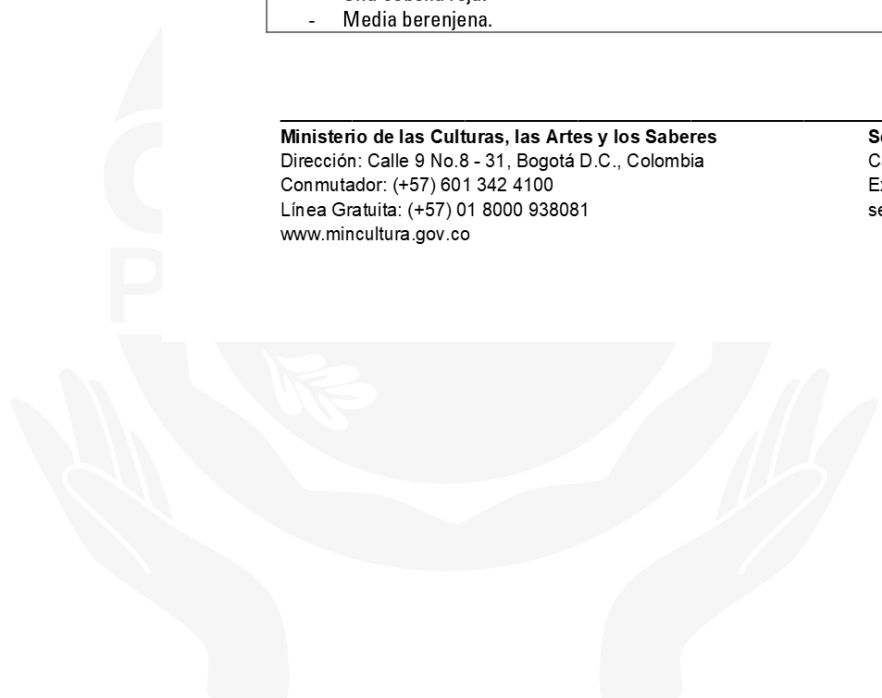 - Media berenjena.
Ministerio de las Culturas, las Artes y los Saberes
Dirección: Calle 9 No.8 - 31, Bogotá D.C., Colombia
Conmutador: (+57) 601 342 4100
Línea Gratuita: (+57) 01 8000 938081
www.mincultura.gov.co